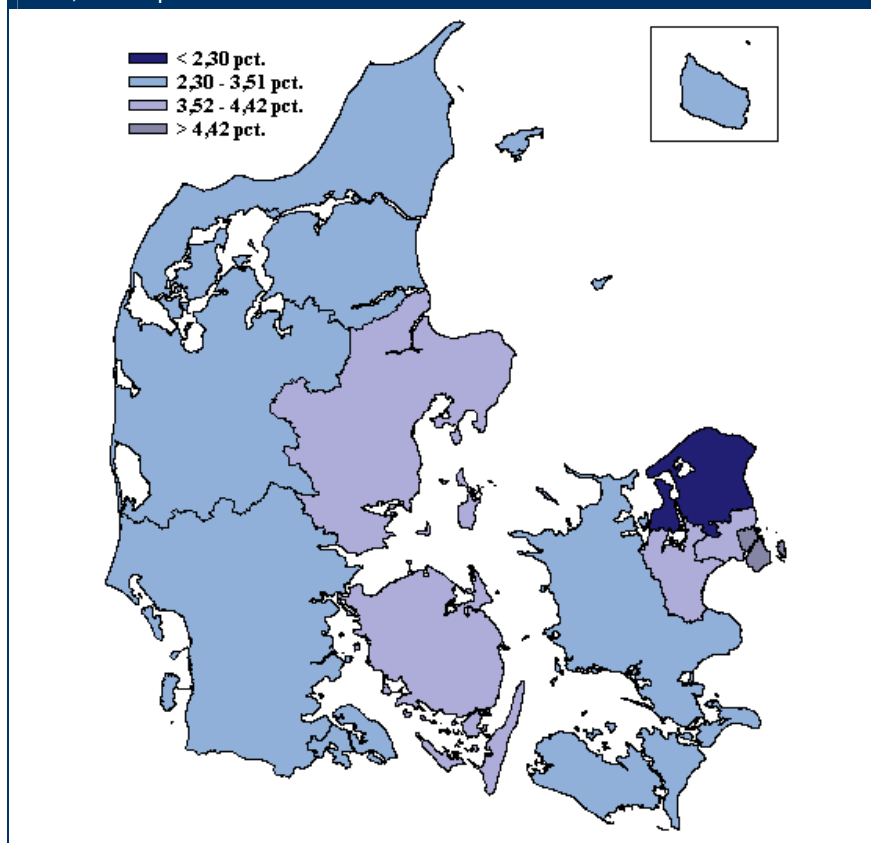 < 2,30 pct.
2,30 - 3,51 pct.
3,52 - 4,42 pct.
> 4,42 pct.